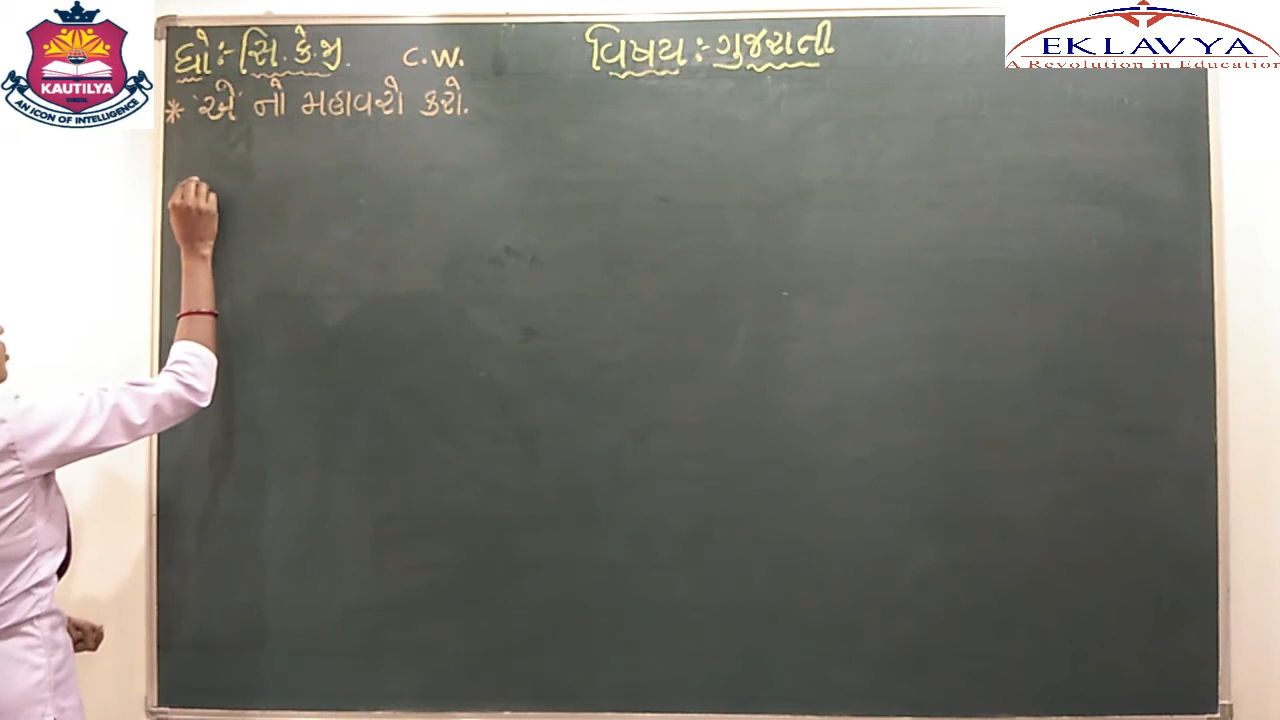 ધો:- સિ. કે. જી. C.W. વિષય:- ગુજરાતી
* 'એ' નો મહાવરો કરો.
KAUTILYA
AN ICON OF INTELLIGENCE
EKLAVYA
A Revolution in Education